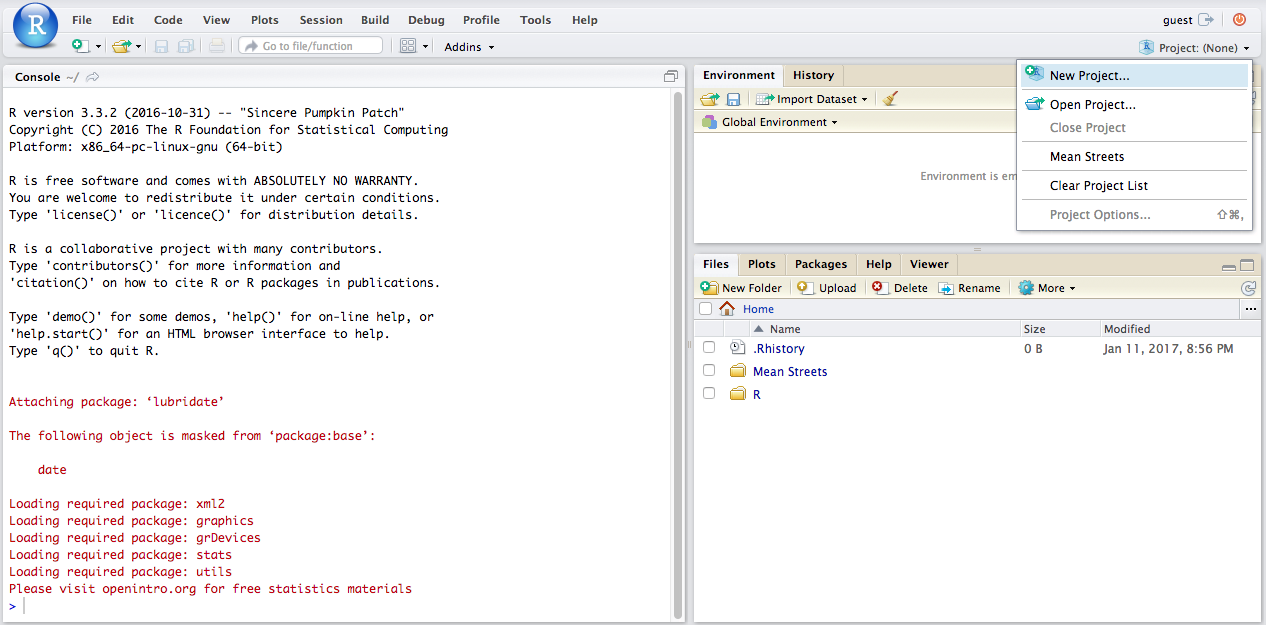 R
File Edit Code View Plots Session Build Debug Profile Tools Help
guest
Go to file/function
Addins
Project: (None)
Console ~/
R version 3.3.2 (2016-10-31) -- "Sincere Pumpkin Patch"
Copyright (C) 2016 The R Foundation for Statistical Computing
Platform: x86_64-pc-linux-gnu (64-bit)
R is free software and comes with ABSOLUTELY NO WARRANTY.
You are welcome to redistribute it under certain conditions.
Type 'license()' or 'licence()' for distribution details.
R is a collaborative project with many contributors.
Type 'contributors()' for more information and
'citation()' on how to cite R or R packages in publications.
Type 'demo()' for some demos, 'help()' for on-line help, or
'help.start()' for an HTML browser interface to help.
Type 'q()' to quit R.
Attaching package: ‘lubridate’
The following object is masked from ‘package:base’:
date
Loading required package: xml2
Loading required package: graphics
Loading required package: grDevices
Loading required package: stats
Loading required package: utils
Please visit openintro.org for free statistics materials
>
Environment History
Import Dataset
Global Environment
Environment is em
New Project...
Open Project...
Close Project
Mean Streets
Clear Project List
Project Options... ⇧⌘,
Files Plots Packages Help Viewer
New Folder Upload Delete Rename More
Home ...
Name Size Modified
.Rhistory 0 B Jan 11, 2017, 8:56 PM
Mean Streets
R